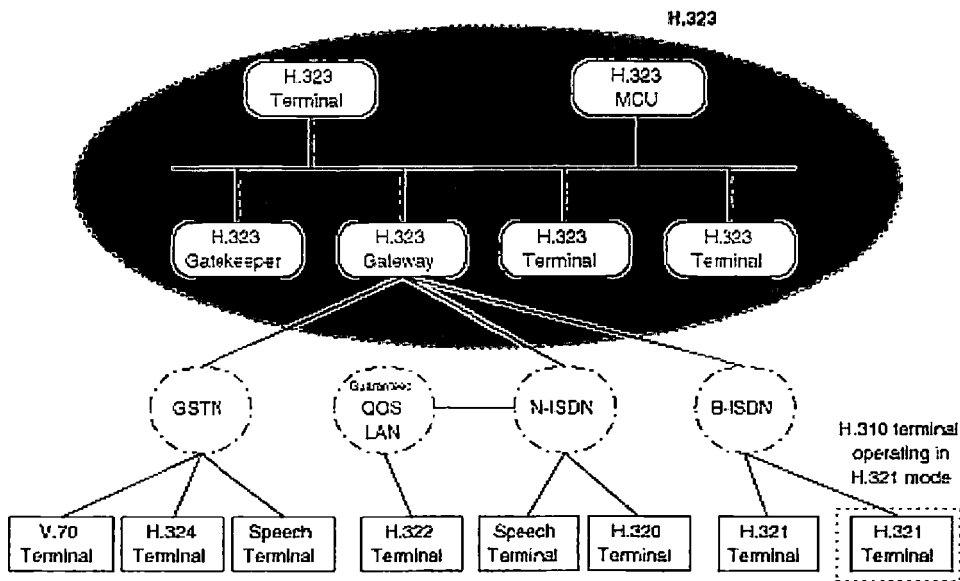 H.323
H.323
Terminal
H.323
MCU
H.323
Gatekeeper
H.323
Gateway
H.323
Terminal
H.323
Terminal
GSTN
Guaranteed
QOS
LAN
N-ISDN
B-ISDN
H.310 terminal
operating in
H.321 mode
V.70
Terminal
H.324
Terminal
Speech
Terminal
H.322
Terminal
Speech
Terminal
H.320
Terminal
H.321
Terminal
H.321
Terminal